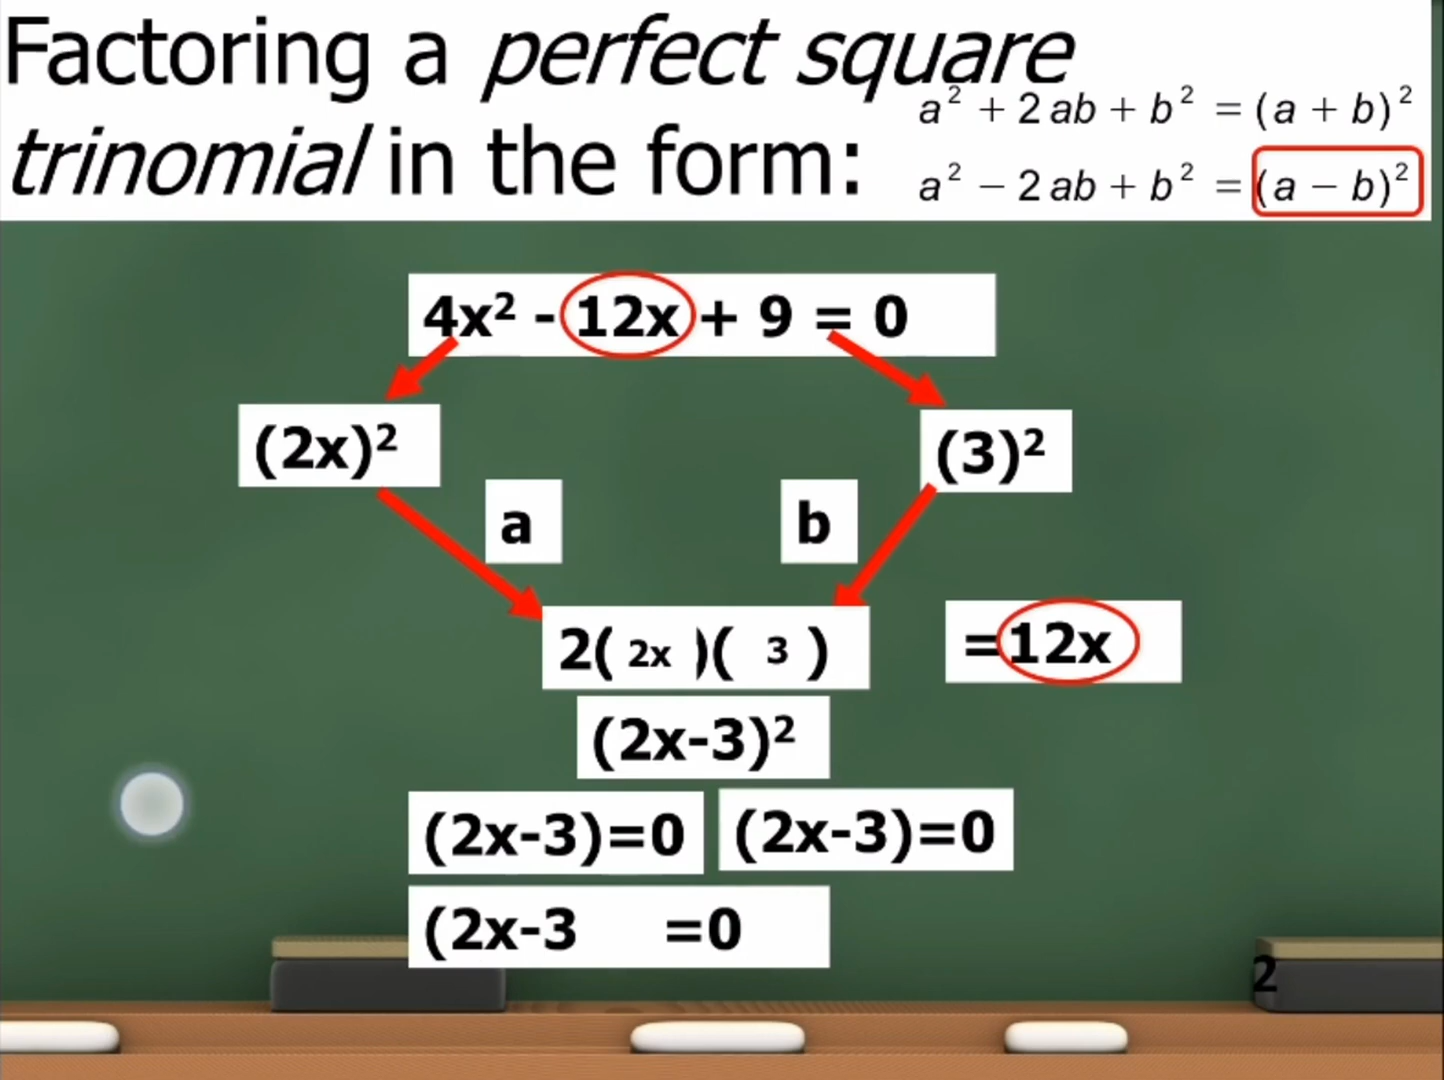 Factoring a perfect square
trinomial in the form:
a² + 2ab + b² = (a + b)²
a² − 2ab + b² = (a − b)²
4x² - 12x + 9 = 0
(2x)²
(3)²
a
b
2( 2x )( 3 )
=12x
(2x-3)²
(2x-3)=0
(2x-3)=0
(2x-3 =0
2